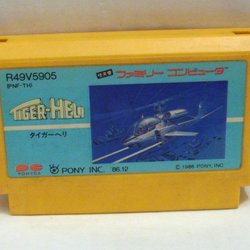 R49V5905
(PNF-TH)
ファミリー コンピュータ
TIGER-HELI
タイガーヘリ
PONYCA
PONY INC. '86.12
© 1986 PONY, INC.